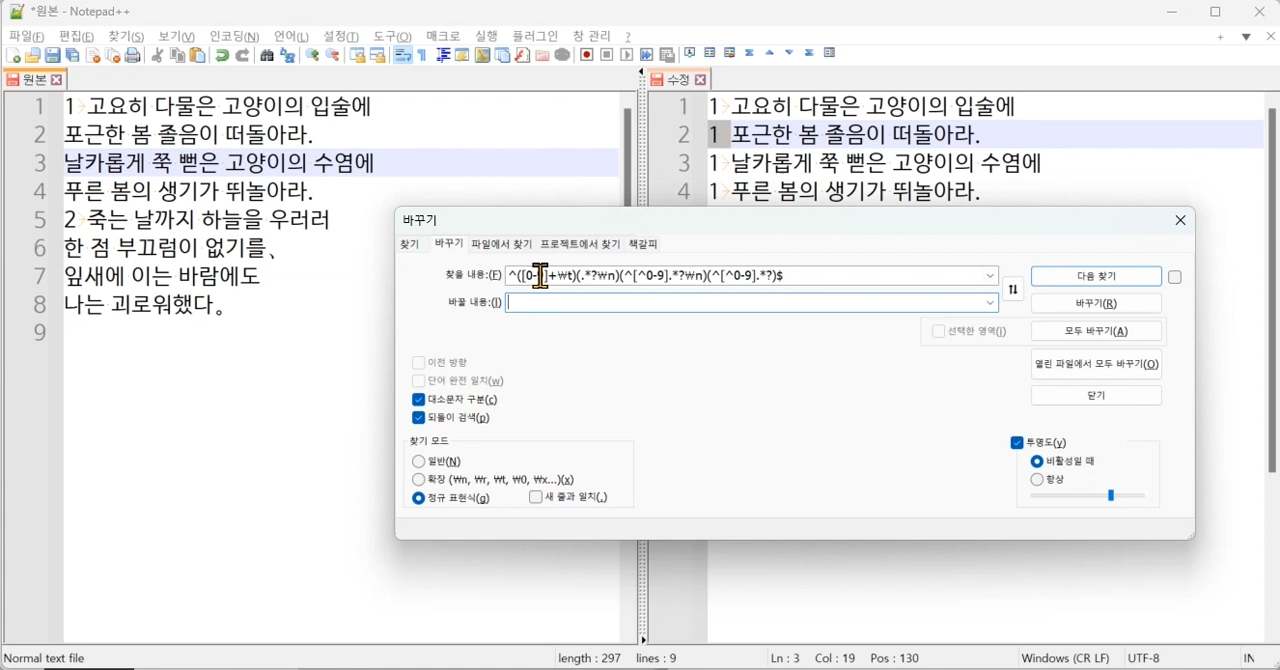 *원본 - Notepad++
파일(F) 편집(E) 찾기(S) 보기(V) 인코딩(N) 언어(L) 설정(T) 도구(O) 매크로 실행 플러그인 창 관리 ?
원본
1 고요히 다물은 고양이의 입술에
2 포근한 봄 졸음이 떠돌아라.
3 날카롭게 쭉 뻗은 고양이의 수염에
4 푸른 봄의 생기가 뛰놀아라.
5 2 죽는 날까지 하늘을 우러러
6 한 점 부끄럼이 없기를、
7 잎새에 이는 바람에도
8 나는 괴로워했다。
9
수정
1 1 고요히 다물은 고양이의 입술에
2 1 포근한 봄 졸음이 떠돌아라.
3 1 날카롭게 쭉 뻗은 고양이의 수염에
4 1 푸른 봄의 생기가 뛰놀아라.
바꾸기
찾기 바꾸기 파일에서 찾기 프로젝트에서 찾기 책갈피
찾을 내용:(F) ^([0-9]+₩t)(.*?₩n)(^[^0-9].*?₩n)(^[^0-9].*?)$
다음 찾기
바꿀 내용:(l)
바꾸기(R)
선택한 영역(i) 모두 바꾸기(A)
열린 파일에서 모두 바꾸기(O)
닫기
이전 방향
단어 완전 일치(w)
대소문자 구분(c)
되돌이 검색(p)
찾기 모드
일반(N)
확장 (₩n, ₩r, ₩t, ₩0, ₩x...)(x)
정규 표현식(g) 새 줄과 일치(.)
투명도(y)
비활성일 때
항상
Normal text file length : 297 lines : 9 Ln : 3 Col : 19 Pos : 130 Windows (CR LF) UTF-8 IN